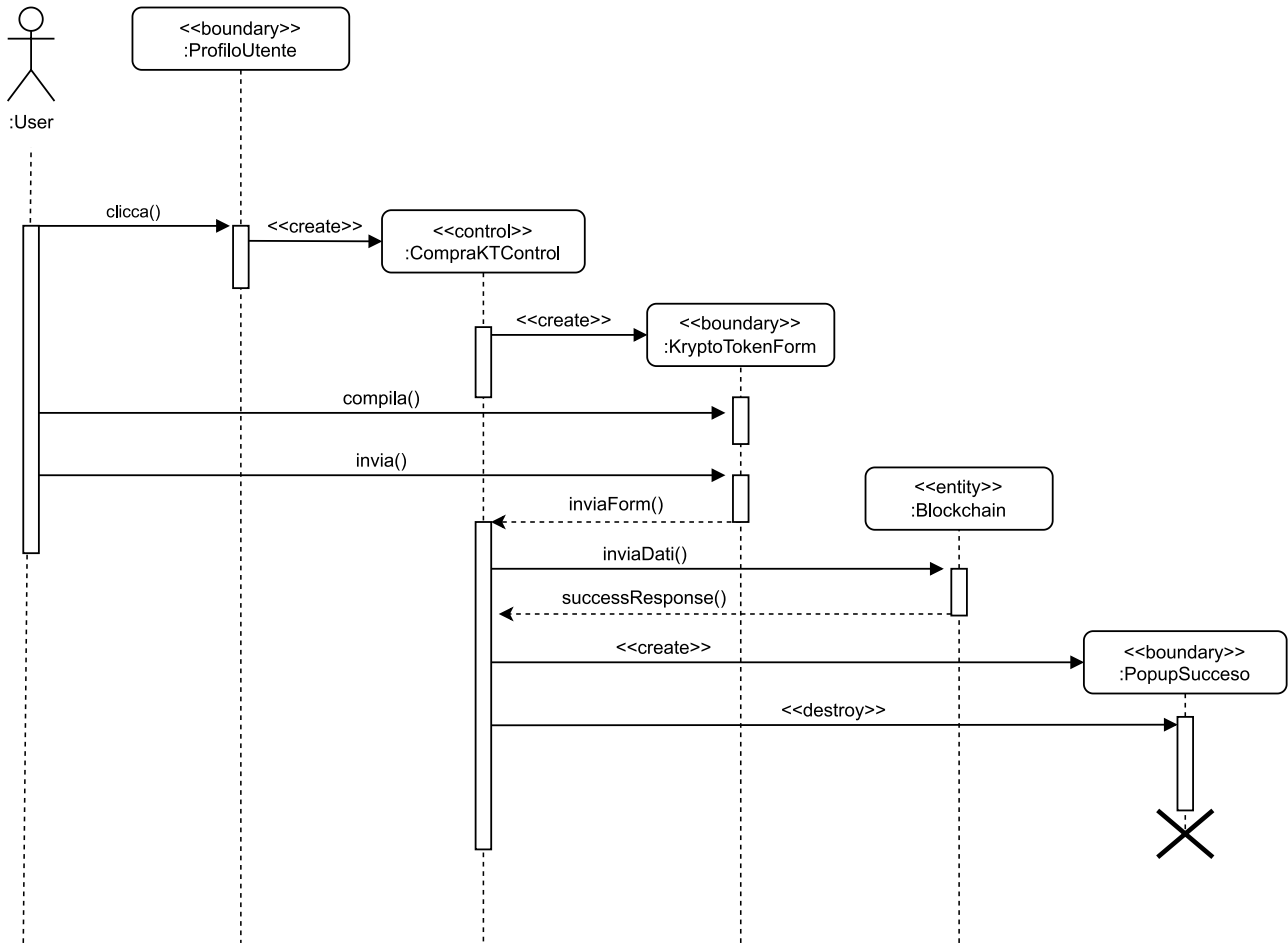 <<boundary>>
:ProfiloUtente
:User
clicca()
<<create>>
<<control>>
:CompraKTControl
<<create>>
<<boundary>>
:KryptoTokenForm
compila()
invia()
<<entity>>
:Blockchain
inviaForm()
inviaDati()
successResponse()
<<create>>
<<boundary>>
:PopupSucceso
<<destroy>>